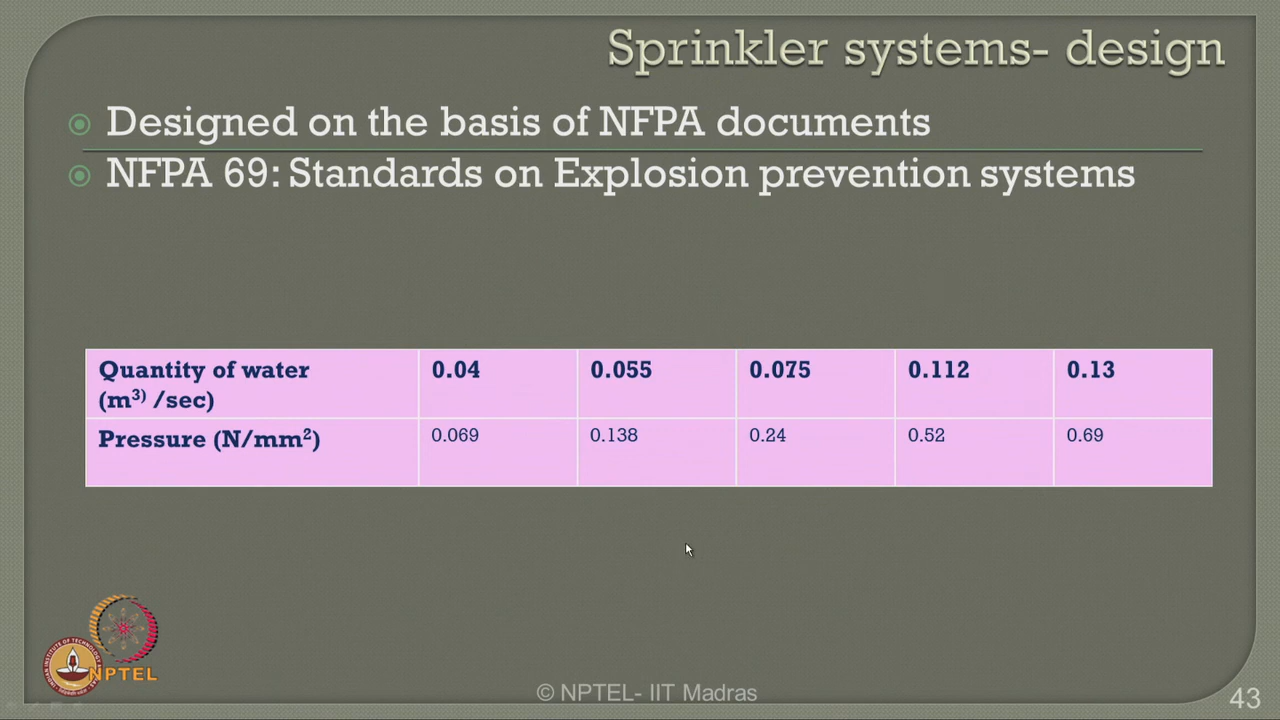 Sprinkler systems- design
Designed on the basis of NFPA documents
NFPA 69: Standards on Explosion prevention systems
Quantity of water (m³⁾ /sec) 0.04 0.055 0.075 0.112 0.13
Pressure (N/mm²) 0.069 0.138 0.24 0.52 0.69
NPTEL
© NPTEL- IIT Madras
43